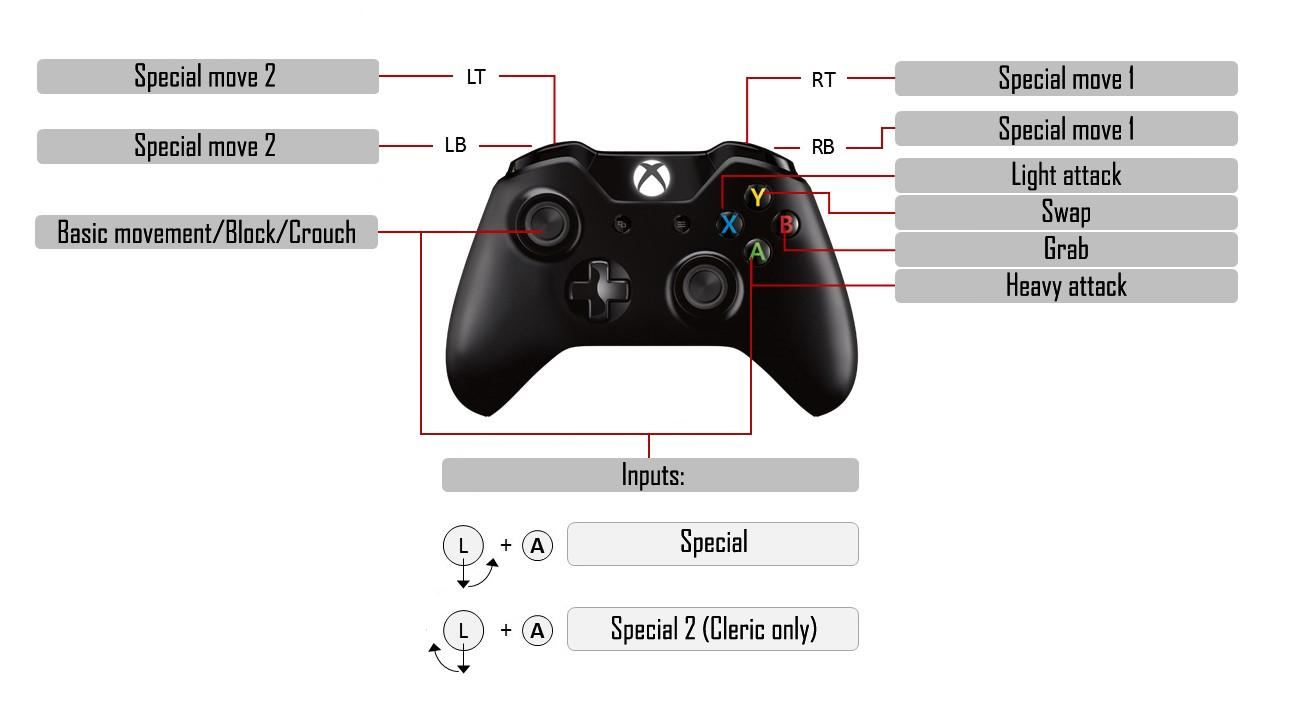 Special move 2
LT
RT
Special move 1
Special move 2
LB
RB
Special move 1
Light attack
Y
Swap
Basic movement/Block/Crouch
X
B
Grab
A
Heavy attack
Inputs:
L + A Special
L + A Special 2 (Cleric only)